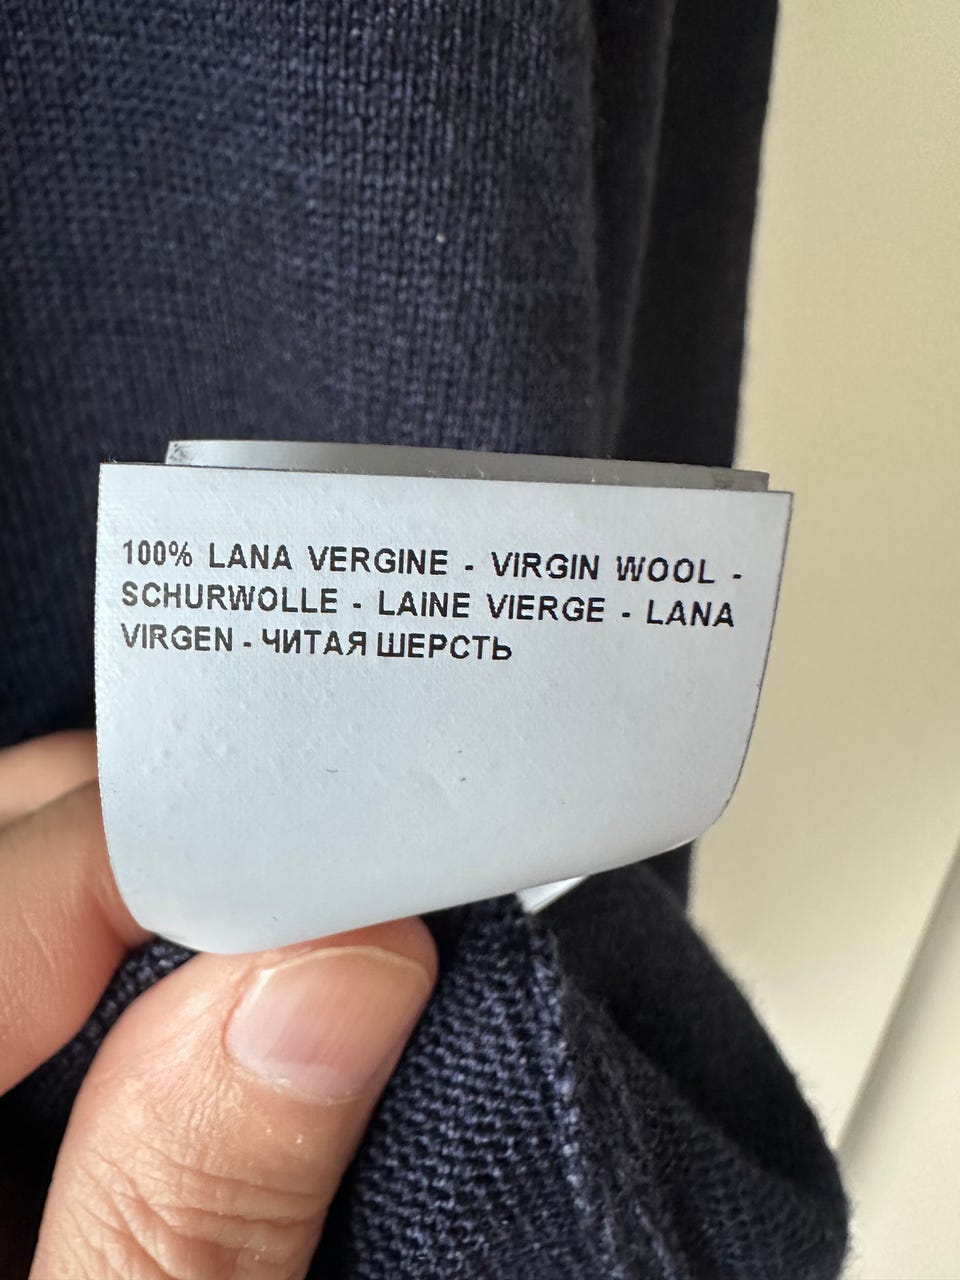 100% LANA VERGINE - VIRGIN WOOL -
SCHURWOLLE - LAINE VIERGE - LANA
VIRGEN - ЧИТАЯ ШЕРСТЬ